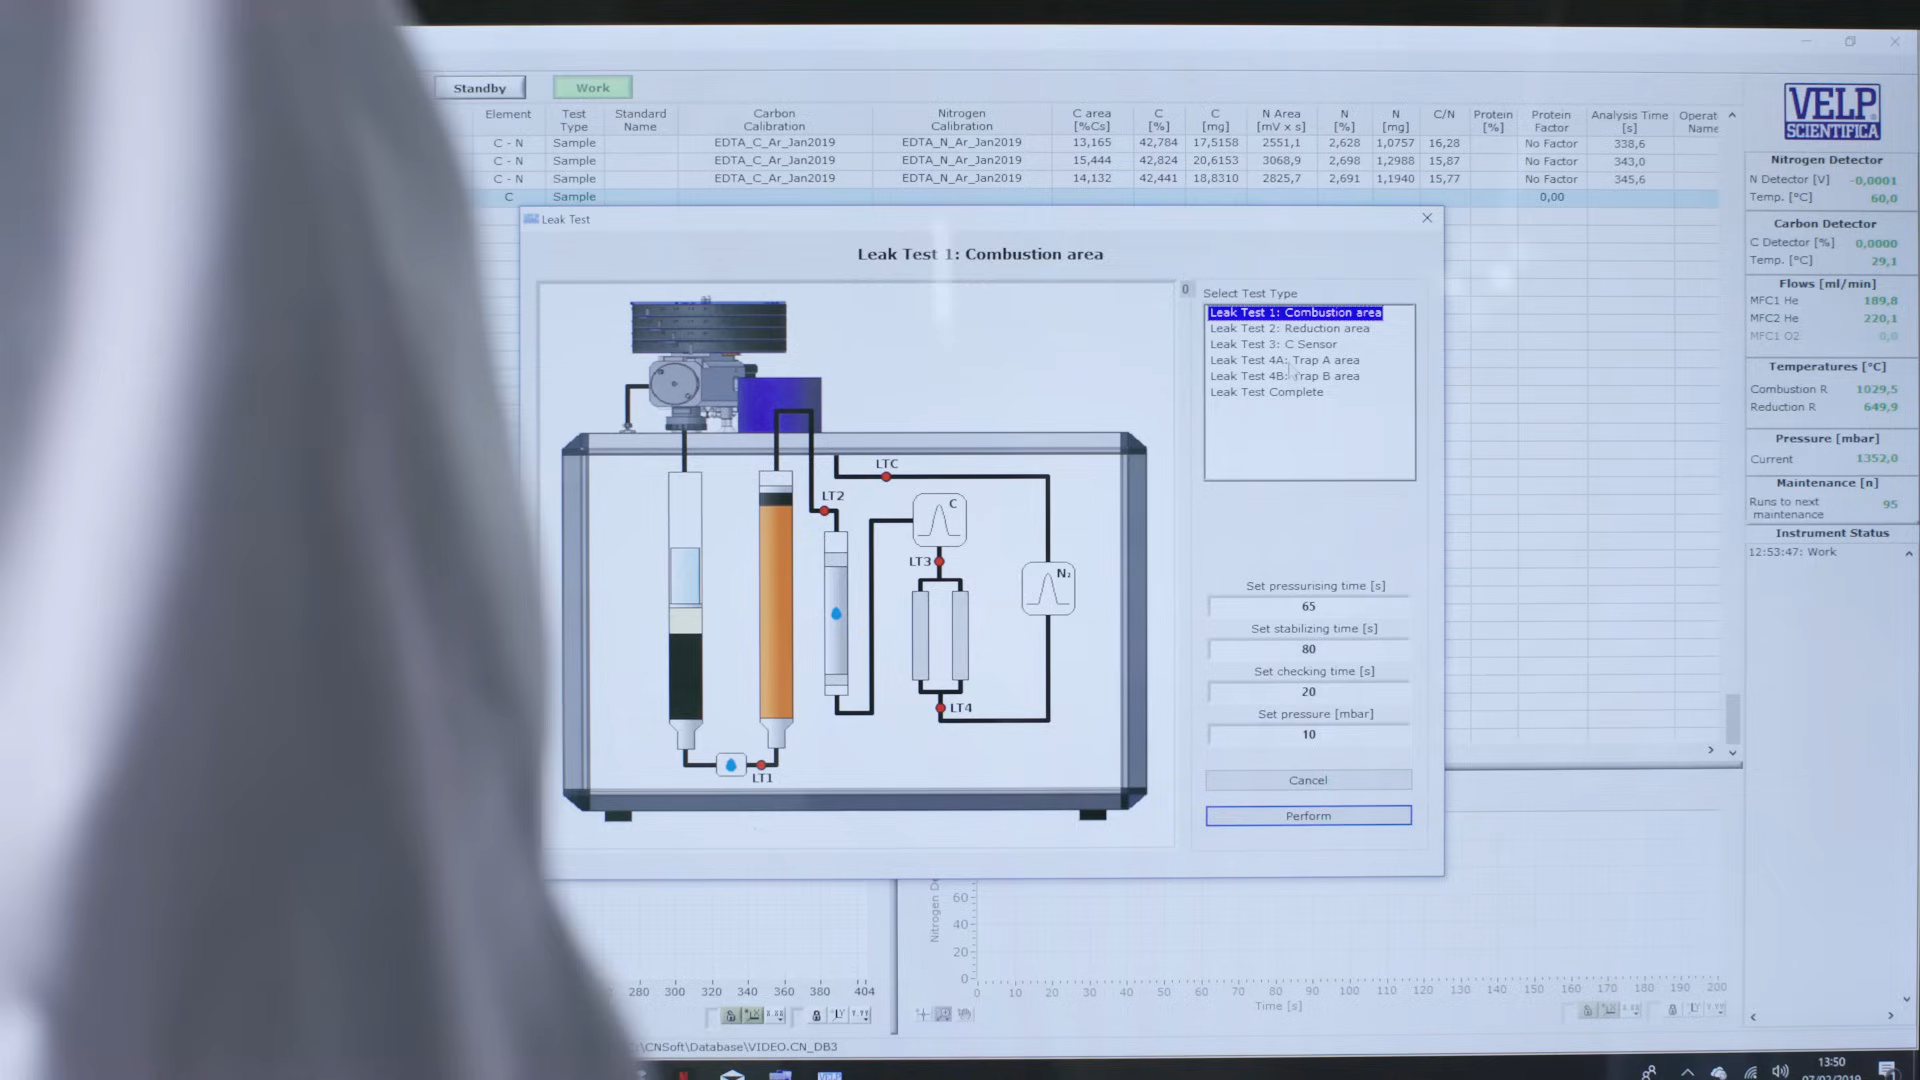 Standby
Work
Element Test Type Standard Name Carbon Calibration Nitrogen Calibration C area [%Cs] C [%] C [mg] N Area [mV x s] N [%] N [mg] C/N Protein [%] Protein Factor Analysis Time [s] Operat Name
C - N Sample EDTA_C_Ar_Jan2019 EDTA_N_Ar_Jan2019 13,165 42,784 17,5158 2551,1 2,628 1,0757 16,28 No Factor 338,6
C - N Sample EDTA_C_Ar_Jan2019 EDTA_N_Ar_Jan2019 15,444 42,824 20,6153 3068,9 2,698 1,2988 15,87 No Factor 343,0
C - N Sample EDTA_C_Ar_Jan2019 EDTA_N_Ar_Jan2019 14,132 42,441 18,8310 2825,7 2,691 1,1940 15,77 No Factor 345,6
C Sample 0,00
VELP Leak Test
Leak Test 1: Combustion area
LTC
LT2
C
LT3
N₂
LT4
LT1
0
Select Test Type
Leak Test 1: Combustion area
Leak Test 2: Reduction area
Leak Test 3: C Sensor
Leak Test 4A: Trap A area
Leak Test 4B: Trap B area
Leak Test Complete
Set pressurising time [s]
65
Set stabilizing time [s]
80
Set checking time [s]
20
Set pressure [mbar]
10
Cancel
Perform
VELP
SCIENTIFICA
Nitrogen Detector
N Detector [V] -0,0001
Temp. [°C] 60,0
Carbon Detector
C Detector [%] 0,0000
Temp. [°C] 29,1
Flows [ml/min]
MFC1 He 189,8
MFC2 He 220,1
MFC1 O2 0,0
Temperatures [°C]
Combustion R 1029,5
Reduction R 649,9
Pressure [mbar]
Current 1352,0
Maintenance [n]
Runs to next
maintenance 95
Instrument Status
12:53:47: Work
280 300 320 340 360 380 404
Nitrogen De
60
40
20
0
0 10 20 30 40 50 60 70 80 90 100 110 120 130 140 150 160 170 180 190 200
Time [s]
\CNSoft\Database\VIDEO.CN_DB3
VELP
13:50